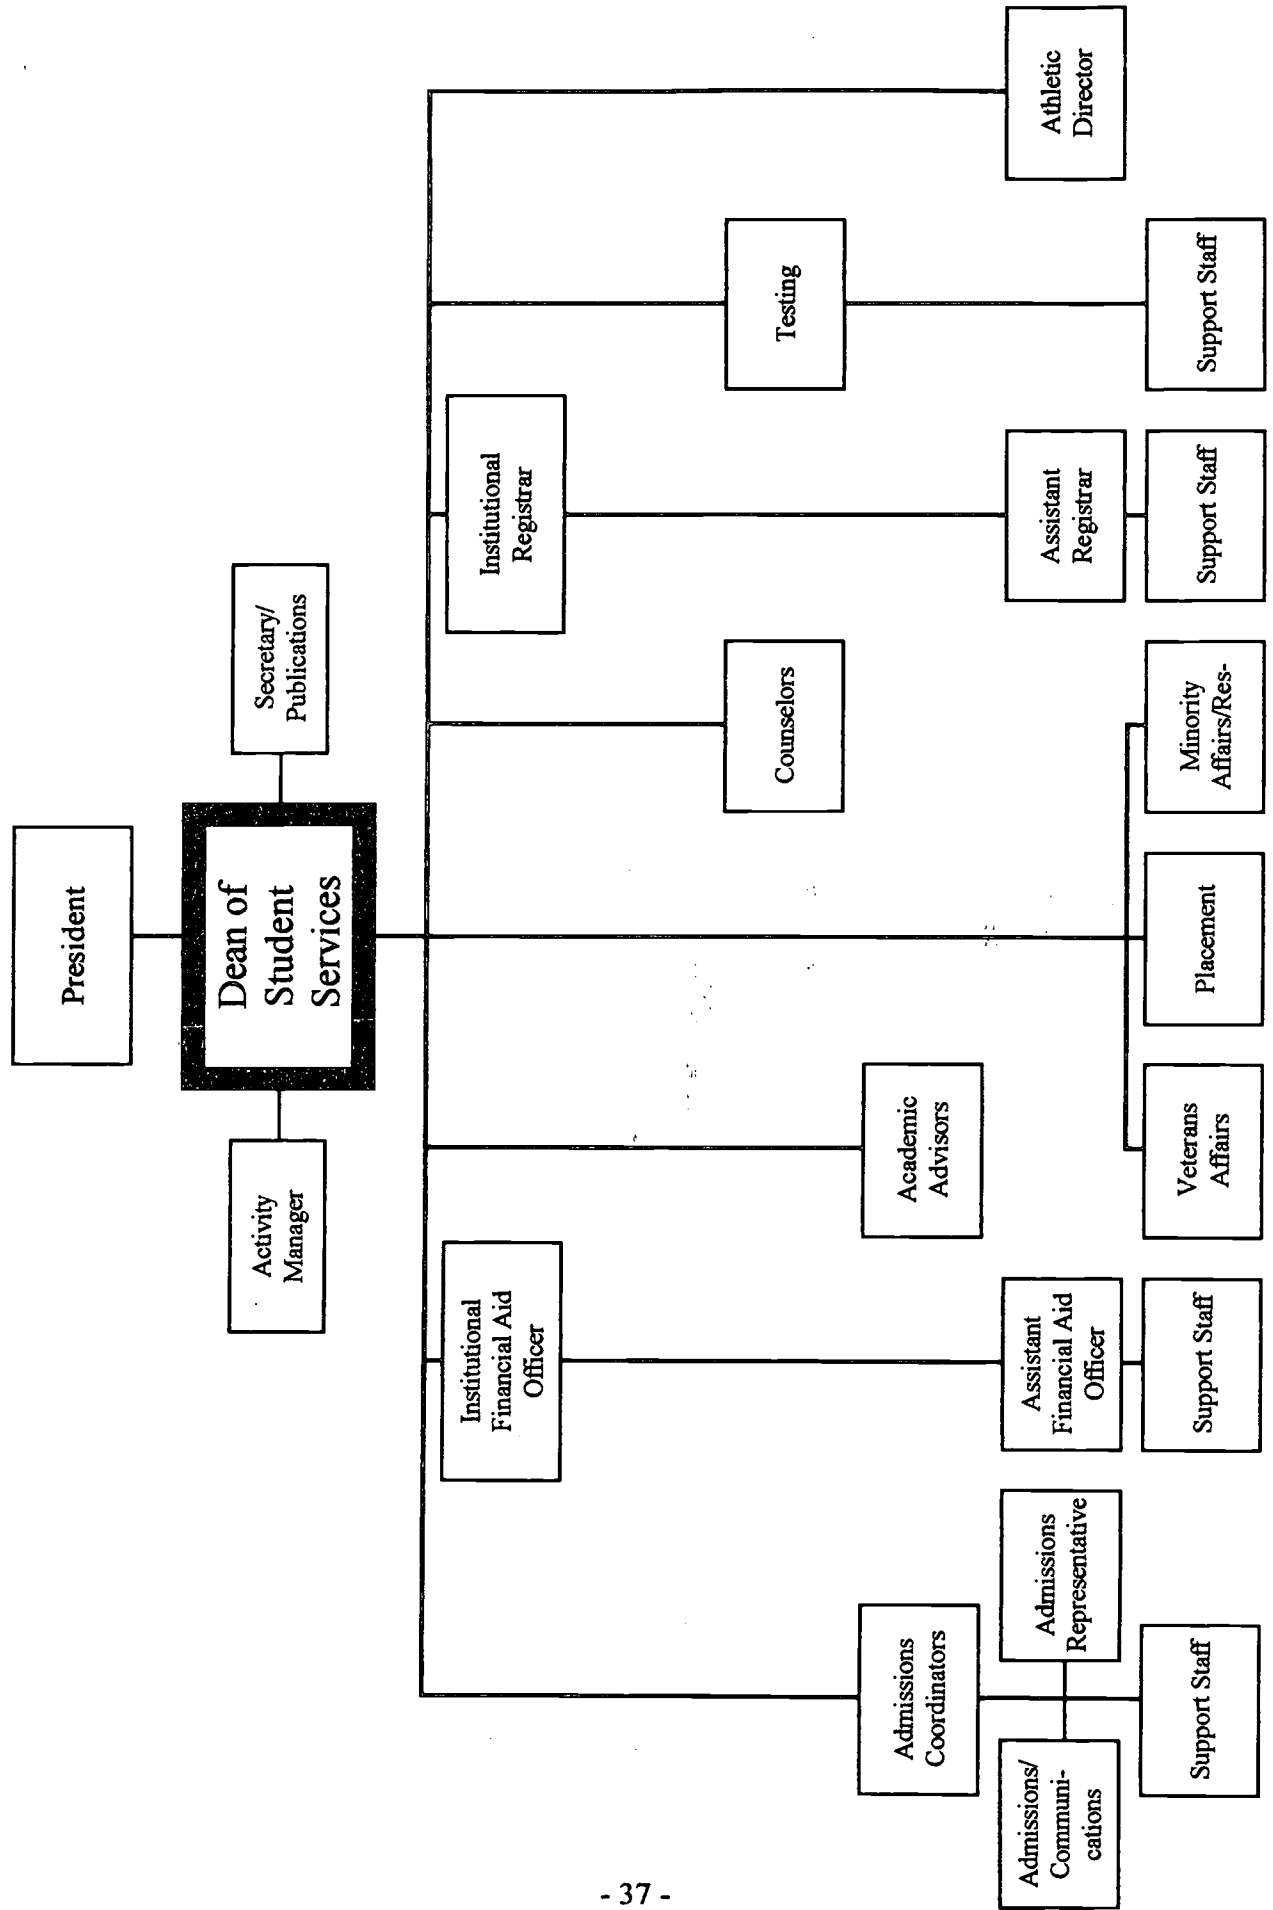 President
Activity
Manager
Dean of
Student
Services
Secretary/
Publications
Institutional
Financial Aid
Officer
Institutional
Registrar
Counselors
Testing
Admissions
Coordinators
Academic
Advisors
Admissions/
Communi-
cations
Admissions
Representative
Assistant
Financial Aid
Officer
Assistant
Registrar
Athletic
Director
Support Staff
Support Staff
Veterans
Affairs
Placement
Minority
Affairs/Res-
Support Staff
Support Staff
- 37 -